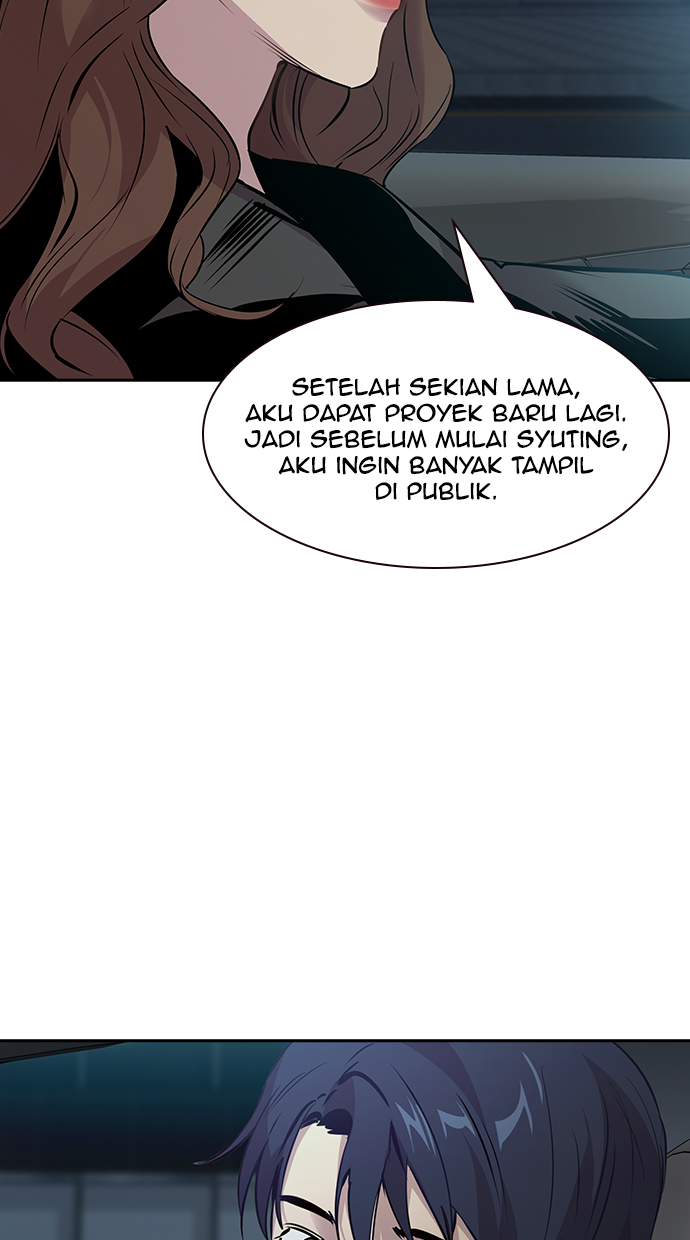 SETELAH SEKIAN LAMA,
AKU DAPAT PROYEK BARU LAGI.
JADI SEBELUM MULAI SYUTING,
AKU INGIN BANYAK TAMPIL
DI PUBLIK.